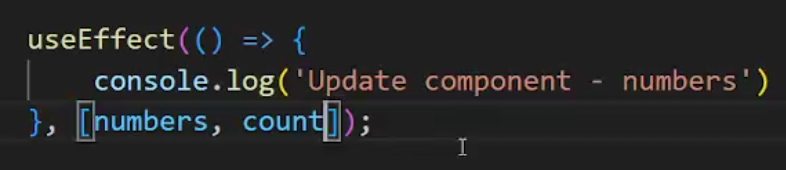 useEffect(() => {
console.log('Update component - numbers')
}, [numbers, count]);